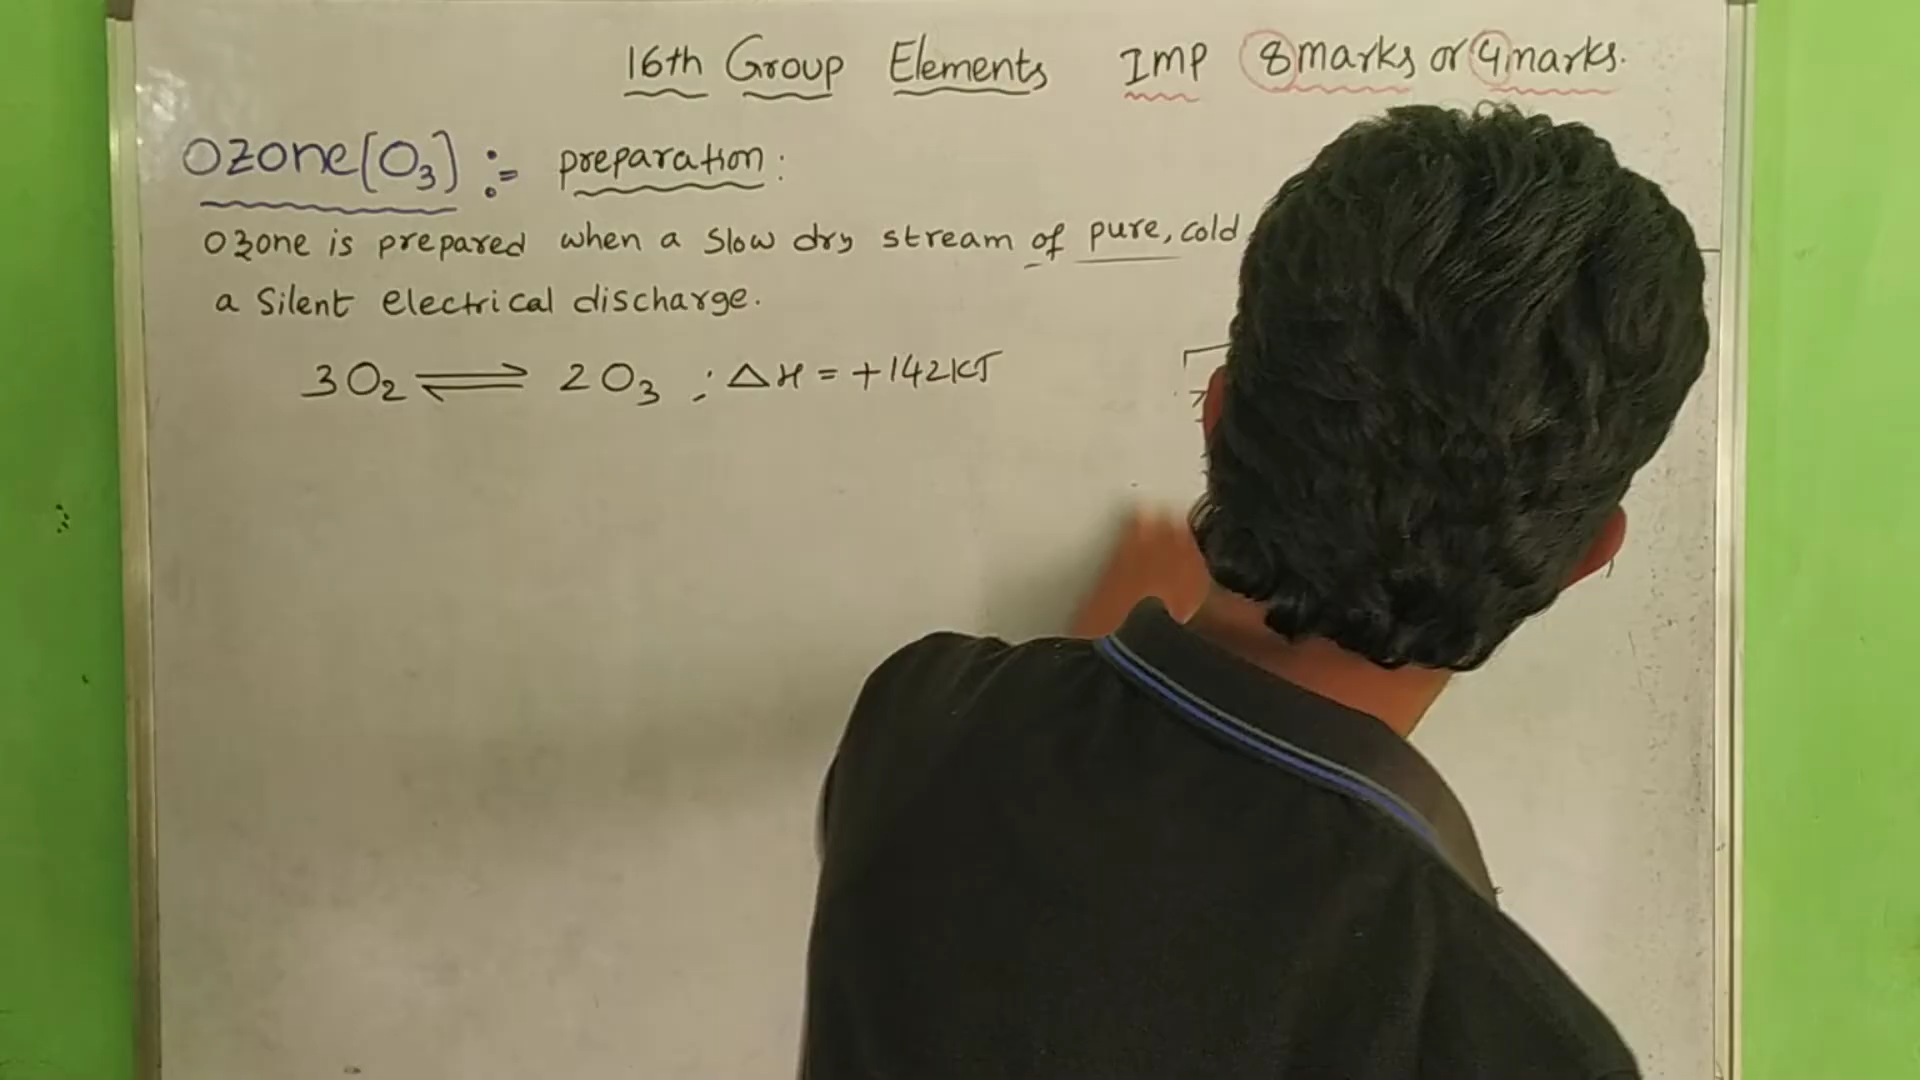 16th Group Elements IMP 8marks or 4marks.
Ozone(O₃) :- preparation:
Ozone is prepared when a slow dry stream of pure, cold
a silent electrical discharge.
3O₂ ⇌ 2O₃ ; ΔH = +142KJ